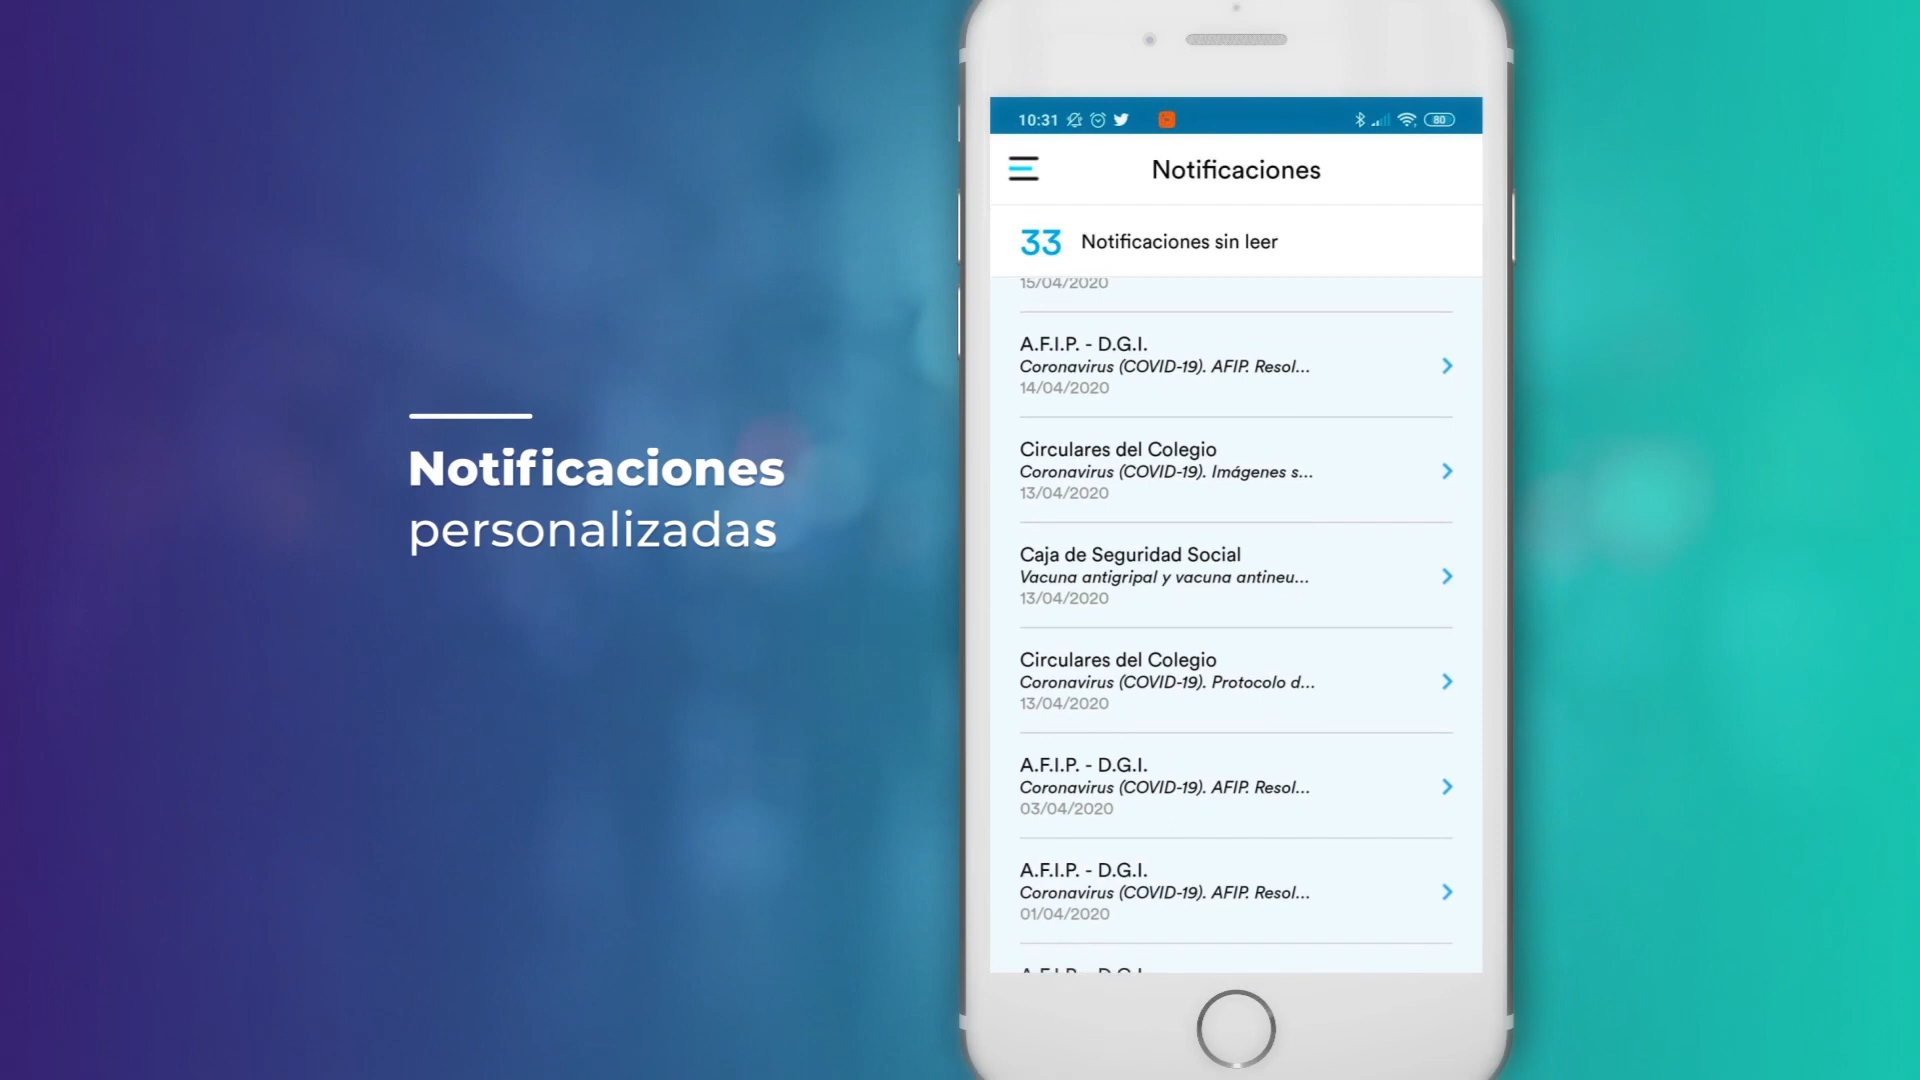 Notificaciones
personalizadas
10:31
80
Notificaciones
33 Notificaciones sin leer
15/04/2020
A.F.I.P. - D.G.I.
Coronavirus (COVID-19). AFIP. Resol...
14/04/2020
Circulares del Colegio
Coronavirus (COVID-19). Imágenes s...
13/04/2020
Caja de Seguridad Social
Vacuna antigripal y vacuna antineu...
13/04/2020
Circulares del Colegio
Coronavirus (COVID-19). Protocolo d...
13/04/2020
A.F.I.P. - D.G.I.
Coronavirus (COVID-19). AFIP. Resol...
03/04/2020
A.F.I.P. - D.G.I.
Coronavirus (COVID-19). AFIP. Resol...
01/04/2020
A.F.I.P. - D.G.I.